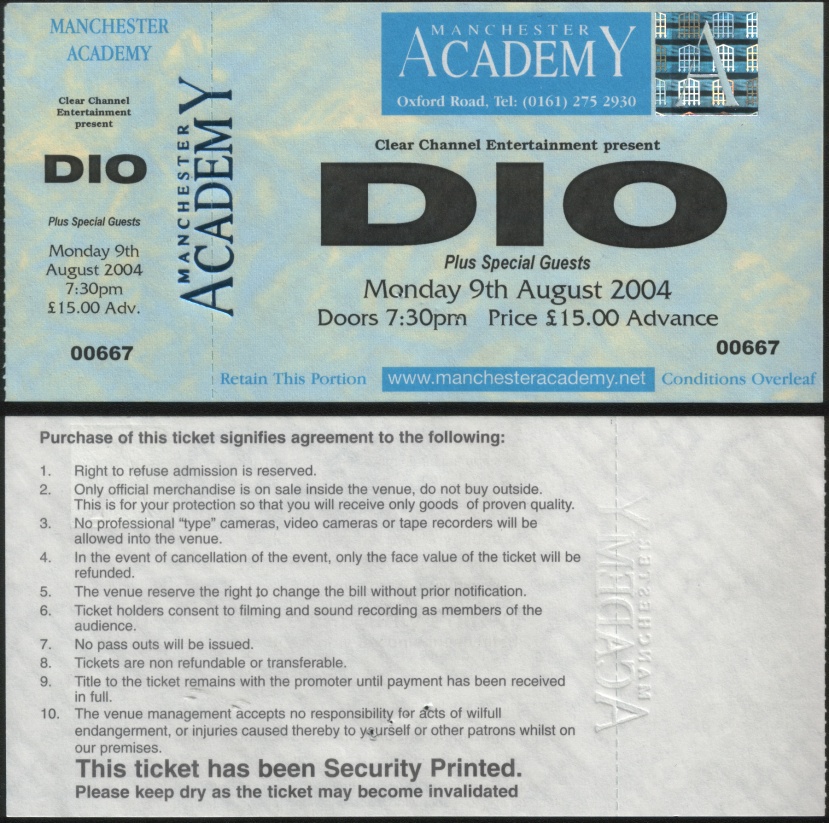 MANCHESTER
ACADEMY
Clear Channel
Entertainment
present
DIO
Plus Special Guests
Monday 9th
August 2004
7:30pm
£15.00 Adv.
00667
MANCHESTER
ACADEMY
MANCHESTER
ACADEMY
Oxford Road, Tel: (0161) 275 2930
A
Clear Channel Entertainment present
DIO
Plus Special Guests
Monday 9th August 2004
Doors 7:30pm Price £15.00 Advance
00667
Retain This Portion www.manchesteracademy.net Conditions Overleaf
Purchase of this ticket signifies agreement to the following:
1. Right to refuse admission is reserved.
2. Only official merchandise is on sale inside the venue, do not buy outside.
This is for your protection so that you will receive only goods of proven quality.
3. No professional "type" cameras, video cameras or tape recorders will be
allowed into the venue.
4. In the event of cancellation of the event, only the face value of the ticket will be
refunded.
5. The venue reserve the right to change the bill without prior notification.
6. Ticket holders consent to filming and sound recording as members of the
audience.
7. No pass outs will be issued.
8. Tickets are non refundable or transferable.
9. Title to the ticket remains with the promoter until payment has been received
in full.
10. The venue management accepts no responsibility for acts of wilfull
endangerment, or injuries caused thereby to yourself or other patrons whilst on
our premises.
This ticket has been Security Printed.
Please keep dry as the ticket may become invalidated
MANCHESTER
ACADEMY